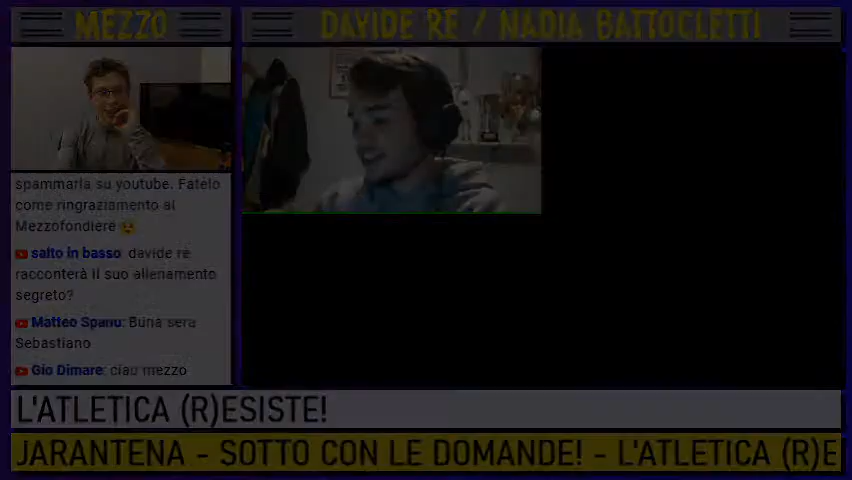 MEZZO
DAVIDE RE / NADIA BATTOCLETTI
spammarla su youtube. Fatelo
come ringraziamento al
Mezzofondiere
salto in basso: davide re
racconterà il suo allenamento
segreto?
Matteo Spanu: Buna sera
Sebastiano
Gio Dimare: ciau mezzo
L'ATLETICA (R)ESISTE!
JARANTENA - SOTTO CON LE DOMANDE! - L'ATLETICA (R)E